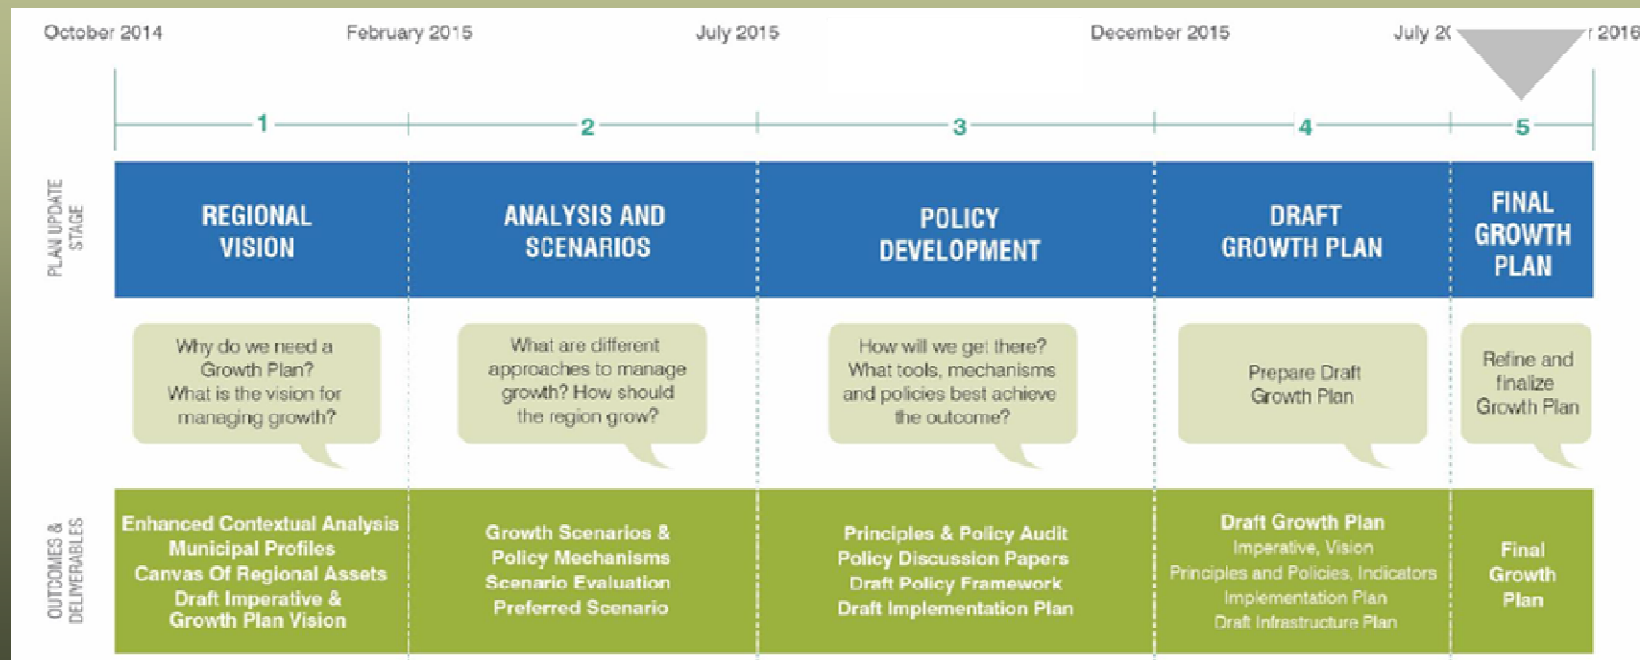 October 2014
February 2015
July 2015
December 2015
July
2016
1
2
3
4
5
PLAN UPDATE
STAGE
REGIONAL
VISION
ANALYSIS AND
SCENARIOS
POLICY
DEVELOPMENT
DRAFT
GROWTH PLAN
FINAL
GROWTH
PLAN
Why do we need a
Growth Plan?
What is the vision for
managing growth?
What are different
approaches to manage
growth? How should
the region grow?
How will we get there?
What tools, mechanisms
and policies best achieve
the outcome?
Prepare Draft
Growth Plan
Refine and
finalize
Growth Plan
OUTCOMES &
DELIVERABLES
Enhanced Contextual Analysis
Municipal Profiles
Canvas Of Regional Assets
Draft Imperative &
Growth Plan Vision
Growth Scenarios &
Policy Mechanisms
Scenario Evaluation
Preferred Scenario
Principles & Policy Audit
Policy Discussion Papers
Draft Policy Framework
Draft Implementation Plan
Draft Growth Plan
Imperative, Vision
Principles and Policies, Indicators
Implementation Plan
Draft Infrastructure Plan
Final
Growth
Plan